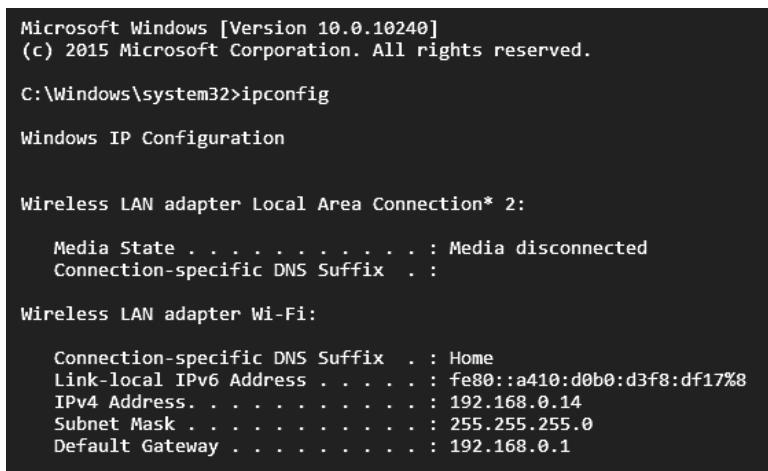 Microsoft Windows [Version 10.0.10240]
(c) 2015 Microsoft Corporation. All rights reserved.
C:\Windows\system32>ipconfig
Windows IP Configuration
Wireless LAN adapter Local Area Connection* 2:
Media State . . . . . . . . . . . : Media disconnected
Connection-specific DNS Suffix  . :
Wireless LAN adapter Wi-Fi:
Connection-specific DNS Suffix  . : Home
Link-local IPv6 Address . . . . . : fe80::a410:d0b0:d3f8:df17%8
IPv4 Address. . . . . . . . . . . : 192.168.0.14
Subnet Mask . . . . . . . . . . . : 255.255.255.0
Default Gateway . . . . . . . . . : 192.168.0.1